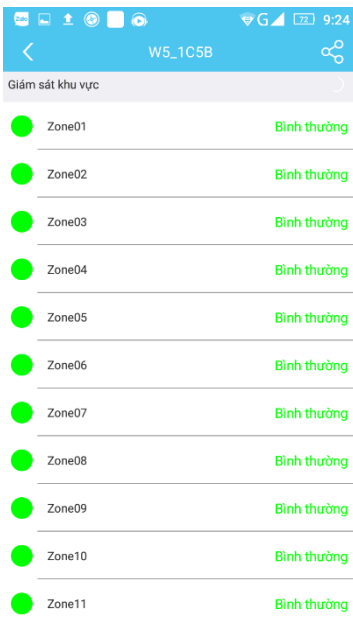 Zalo G 72 9:24
W5_1C5B
Giám sát khu vực
Zone01 Bình thường
Zone02 Bình thường
Zone03 Bình thường
Zone04 Bình thường
Zone05 Bình thường
Zone06 Bình thường
Zone07 Bình thường
Zone08 Bình thường
Zone09 Bình thường
Zone10 Bình thường
Zone11 Bình thường